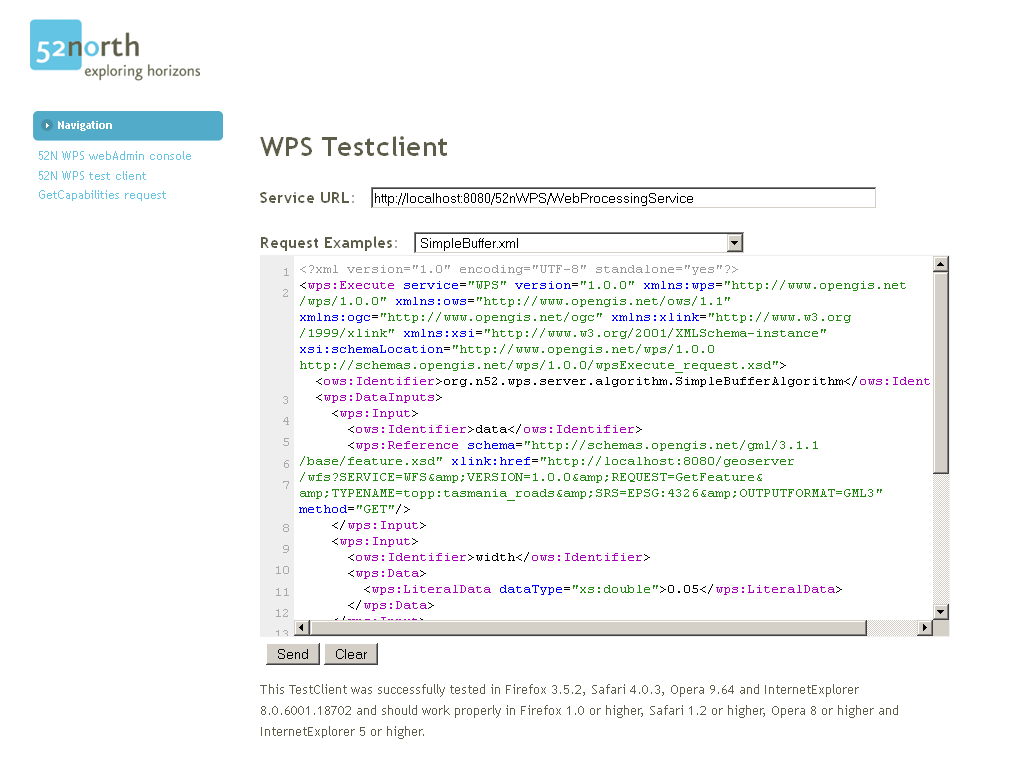 52north
exploring horizons
Navigation
52N WPS webAdmin console
52N WPS test client
GetCapabilities request
WPS Testclient
Service URL: http://localhost:8080/52nWPS/WebProcessingService
Request Examples: SimpleBuffer.xml
1 <?xml version="1.0" encoding="UTF-8" standalone="yes"?>
2 <wps:Execute service="WPS" version="1.0.0" xmlns:wps="http://www.opengis.net
/wps/1.0.0" xmlns:ows="http://www.opengis.net/ows/1.1"
xmlns:ogc="http://www.opengis.net/ogc" xmlns:xlink="http://www.w3.org
/1999/xlink" xmlns:xsi="http://www.w3.org/2001/XMLSchema-instance"
xsi:schemaLocation="http://www.opengis.net/wps/1.0.0
http://schemas.opengis.net/wps/1.0.0/wpsExecute_request.xsd">
<ows:Identifier>org.n52.wps.server.algorithm.SimpleBufferAlgorithm</ows:Ident
3 <wps:DataInputs>
4 <wps:Input>
<ows:Identifier>data</ows:Identifier>
5 <wps:Reference schema="http://schemas.opengis.net/gml/3.1.1
6 /base/feature.xsd" xlink:href="http://localhost:8080/geoserver
7 /wfs?SERVICE=WFS&amp;VERSION=1.0.0&amp;REQUEST=GetFeature&
amp;TYPENAME=topp:tasmania_roads&amp;SRS=EPSG:4326&amp;OUTPUTFORMAT=GML3"
method="GET"/>
8 </wps:Input>
9 <wps:Input>
<ows:Identifier>width</ows:Identifier>
10 <wps:Data>
11 <wps:LiteralData dataType="xs:double">0.05</wps:LiteralData>
12 </wps:Data>
13 </wps:Input>
Send Clear
This TestClient was successfully tested in Firefox 3.5.2, Safari 4.0.3, Opera 9.64 and InternetExplorer
8.0.6001.18702 and should work properly in Firefox 1.0 or higher, Safari 1.2 or higher, Opera 8 or higher and
InternetExplorer 5 or higher.